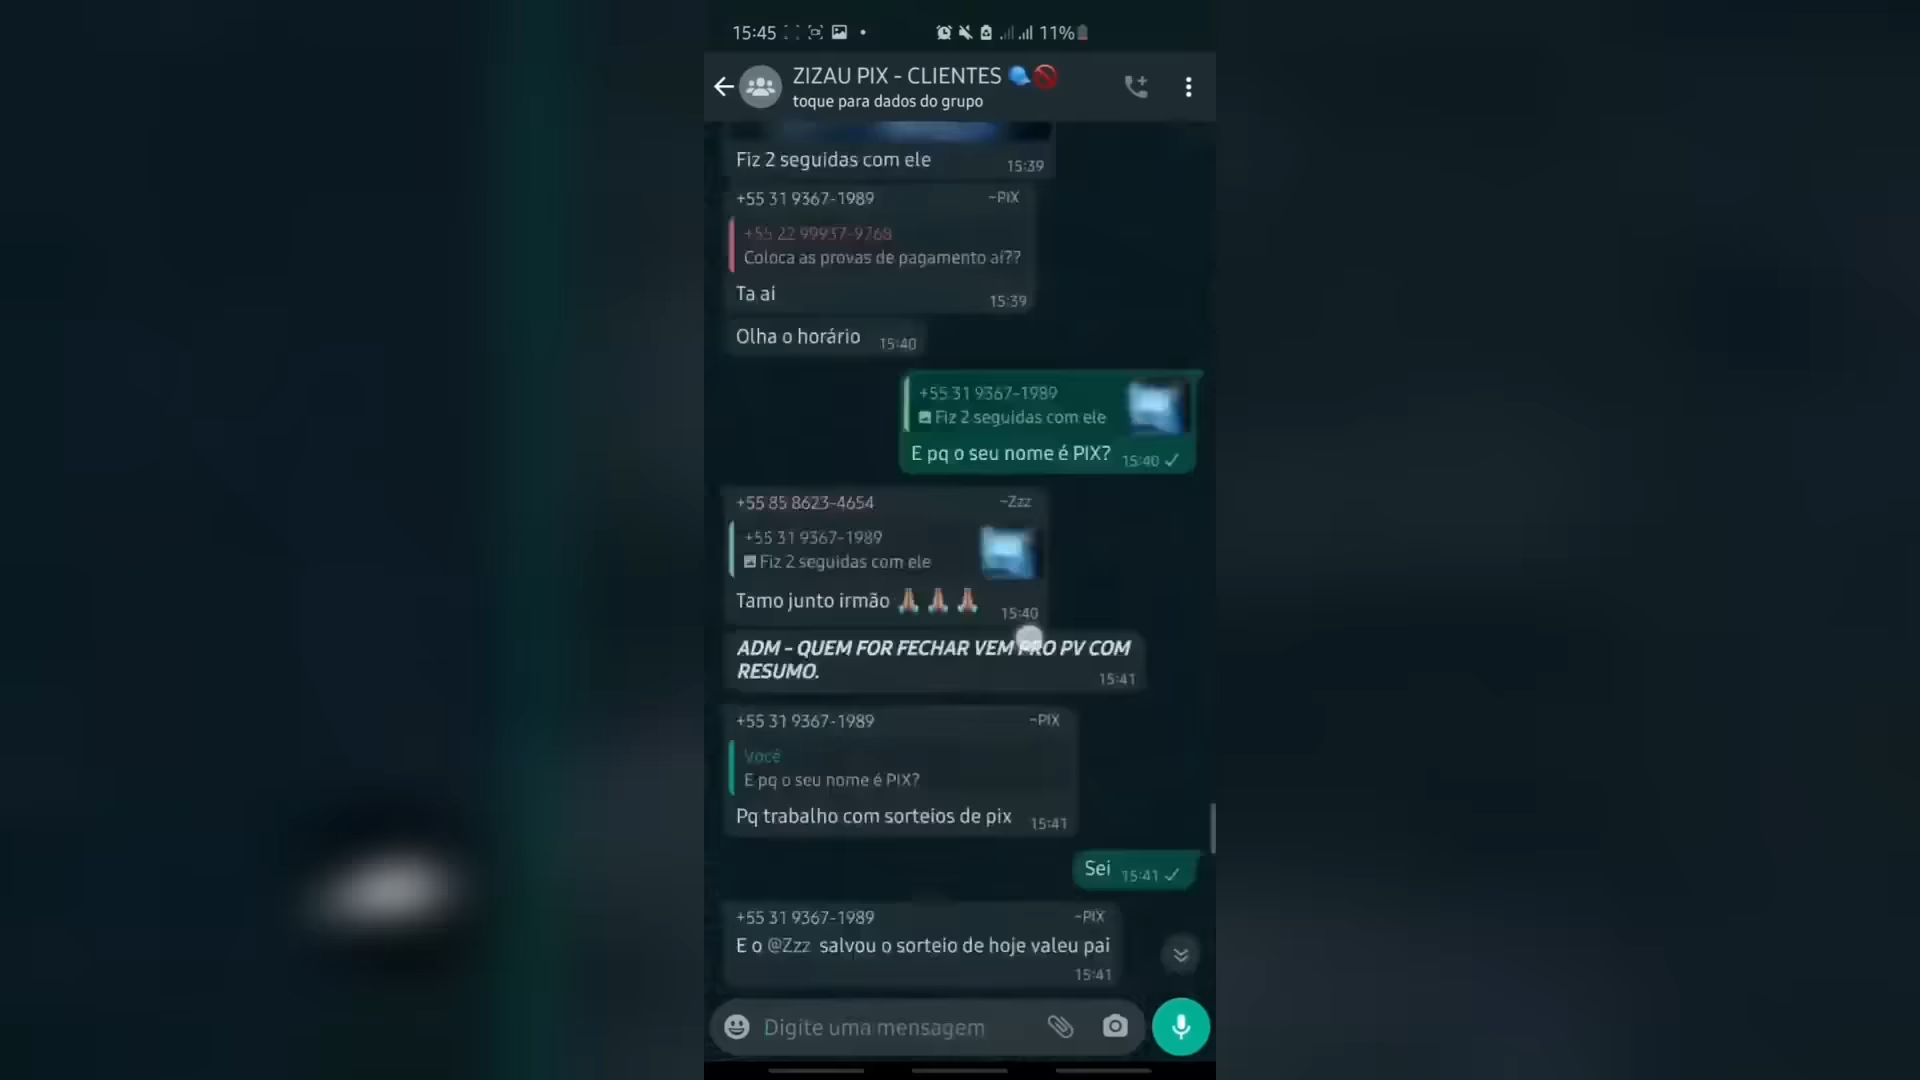 15:45 11%
ZIZAU PIX - CLIENTES
toque para dados do grupo
Fiz 2 seguidas com ele 15:39
+55 31 9367-1989 ~PIX
+55 22 99937-9768
Coloca as provas de pagamento aí??
Ta ai 15:39
Olha o horário 15:40
+55 31 9367-1989
Fiz 2 seguidas com ele
E pq o seu nome é PIX? 15:40
+55 85 8623-4654 ~Zzz
+55 31 9367-1989
Fiz 2 seguidas com ele
Tamo junto irmão 🙏🙏🙏 15:40
ADM - QUEM FOR FECHAR VEM PRO PV COM
RESUMO. 15:41
+55 31 9367-1989 ~PIX
Você
E pq o seu nome é PIX?
Pq trabalho com sorteios de pix 15:41
Sei 15:41
+55 31 9367-1989 ~PIX
E o @Zzz salvou o sorteio de hoje valeu pai
15:41
Digite uma mensagem